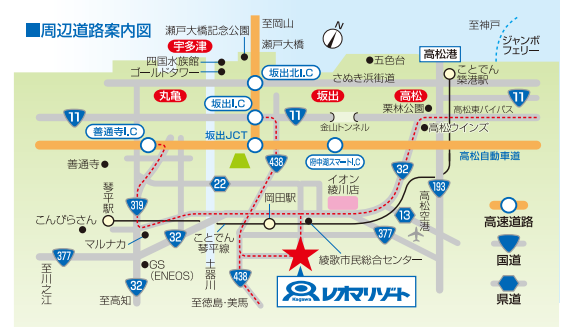 ■周辺道路案内図
瀬戸大橋記念公園
至岡山
瀬戸大橋
N
至神戸
ジャンボ
フェリー
宇多津
四国水族館
ゴールドタワー
坂出北I.C
五色台
さぬき浜街道
高松港
ことでん
築港駅
丸亀
坂出I.C
坂出
高松
栗林公園
高松東バイパス
11
11
11
金山トンネル
高松ウインズ
善通寺I.C
坂出JCT
府中湖スマートI.C
高松自動車道
善通寺
438
32
22
193
琴平駅
319
岡田駅
イオン
綾川店
高松空港
13
こんぴらさん
マルナカ
32
ことでん
琴平線
377
綾歌市民総合センター
377
至川之江
GS
(ENEOS)
32
土器川
438
至高知
至徳島・美馬
Kagawa
レオマリゾート
高速道路
国道
県道